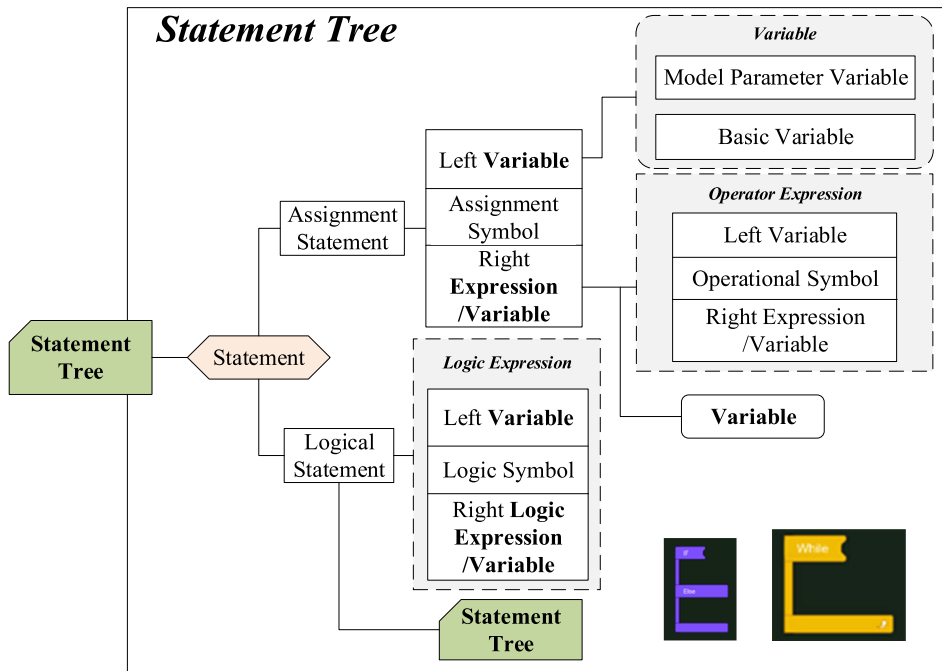 Statement Tree
Variable
Model Parameter Variable
Basic Variable
Left Variable
Assignment
Symbol
Right
Expression
/Variable
Assignment
Statement
Operator Expression
Left Variable
Operational Symbol
Right Expression
/Variable
Variable
Statement
Tree
Statement
Logical
Statement
Logic Expression
Left Variable
Logic Symbol
Right Logic
Expression
/Variable
Statement
Tree
If
Else
While